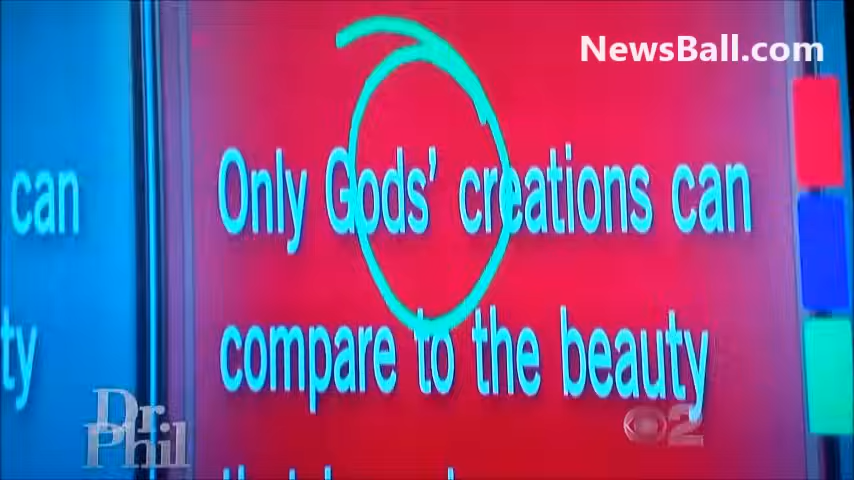 NewsBall.com
can
Only Gods’ creations can
ty
compare to the beauty
Dr.
Phil
2